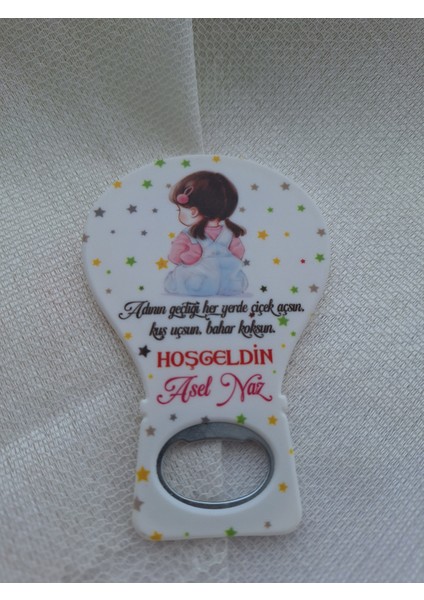 Adının geçtiği her yerde çiçek açsın,
kuş uçsun, bahar koksun.
HOŞGELDİN
Asel Naz